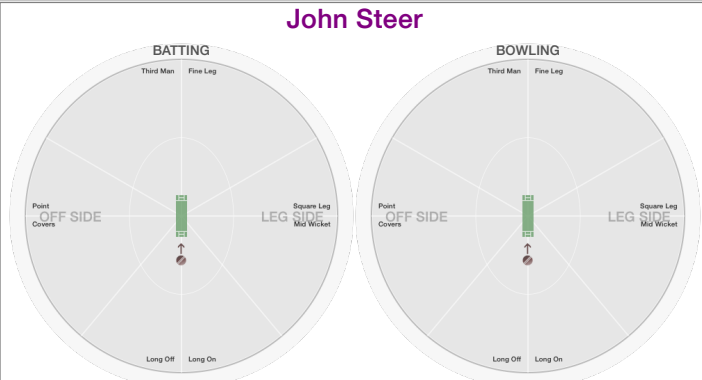 John Steer
BATTING
Third Man
Fine Leg
Point
Square Leg
OFF SIDE
LEG SIDE
Covers
Mid Wicket
Long Off
Long On
BOWLING
Third Man
Fine Leg
Point
Square Leg
OFF SIDE
LEG SIDE
Covers
Mid Wicket
Long Off
Long On